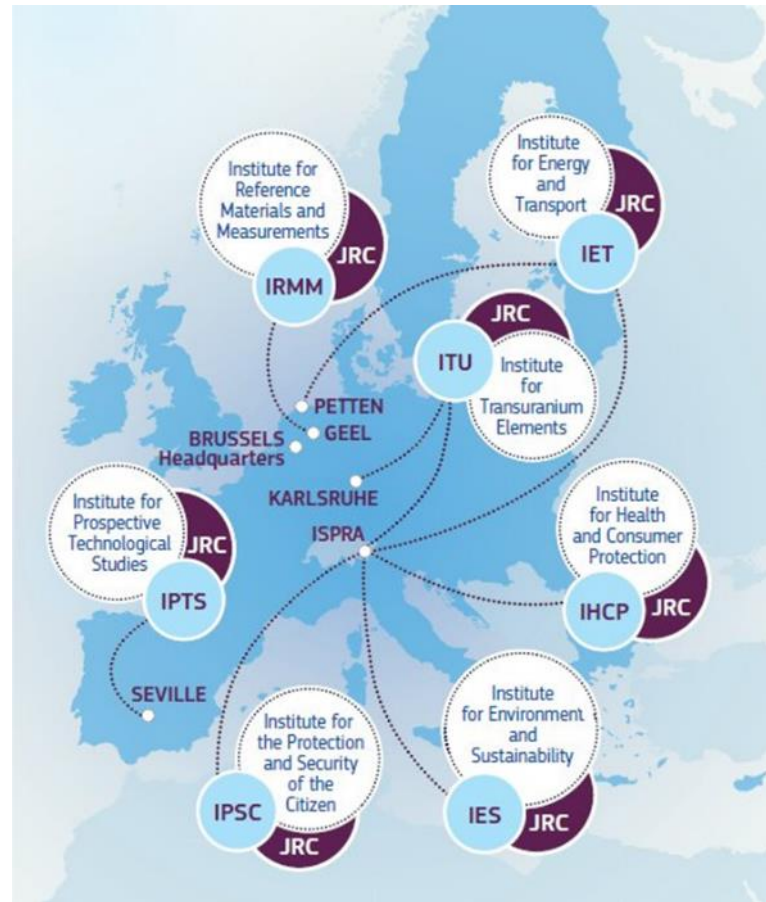 Institute
for Energy
and
Transport
JRC
IET
Institute for
Reference
Materials and
Measurements
JRC
IRMM
JRC
ITU
Institute
for
Transuranium
Elements
PETTEN
GEEL
BRUSSELS
Headquarters
KARLSRUHE
ISPRA
Institute for
Prospective
Technological
Studies
JRC
IPTS
Institute
for Health
and Consumer
Protection
JRC
IHCP
SEVILLE
Institute for
the Protection
and Security
of the
Citizen
IPSC
JRC
Institute
for Environment
and
Sustainability
IES
JRC